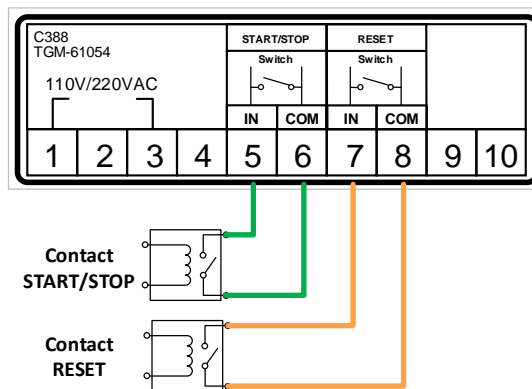 C388
TGM-61054
110V/220VAC
START/STOP RESET
Switch Switch
IN COM IN COM
1 2 3 4 5 6 7 8 9 10
Contact
START/STOP
Contact
RESET